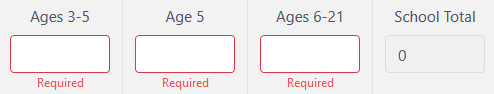 Ages 3-5 Age 5 Ages 6-21 School Total
0
Required Required Required